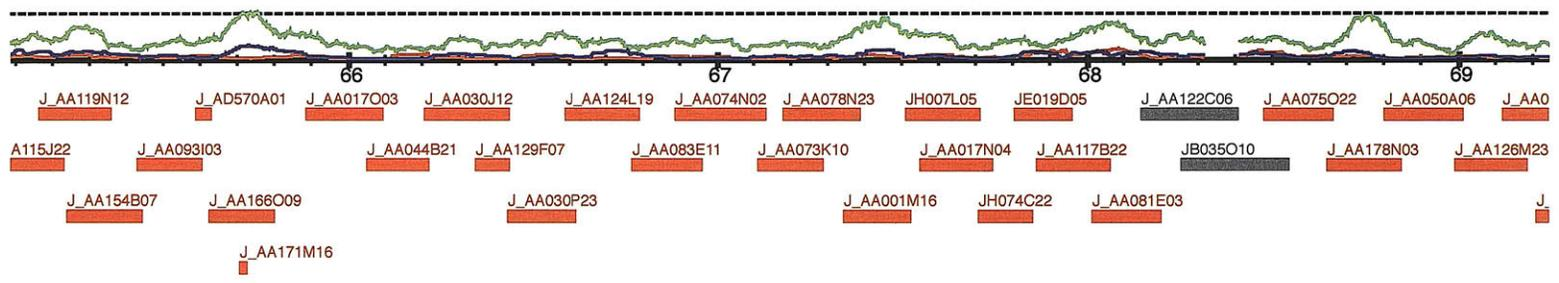 66 67 68 69
J_AA119N12 J_AD570A01 J_AA017O03 J_AA030J12 J_AA124L19 J_AA074N02 J_AA078N23 JH007L05 JE019D05 J_AA122C06 J_AA075O22 J_AA050A06 J_AA0
A115J22 J_AA093I03 J_AA044B21 J_AA129F07 J_AA083E11 J_AA073K10 J_AA017N04 J_AA117B22 JB035O10 J_AA178N03 J_AA126M23
J_AA154B07 J_AA166O09 J_AA030P23 J_AA001M16 JH074C22 J_AA081E03 J_
J_AA171M16